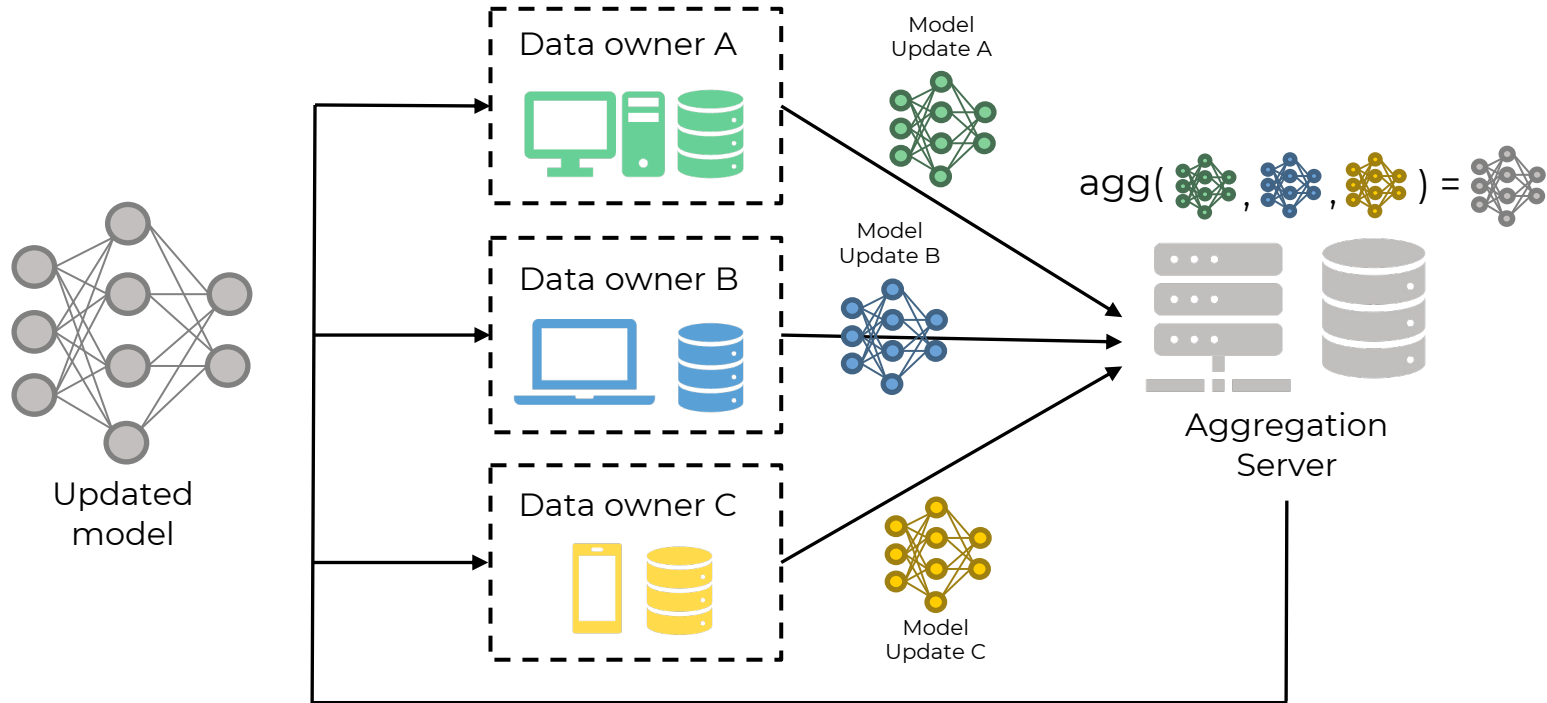 Data owner A
Model
Update A
agg( , , ) =
Data owner B
Model
Update B
Updated
model
Data owner C
Model
Update C
Aggregation
Server